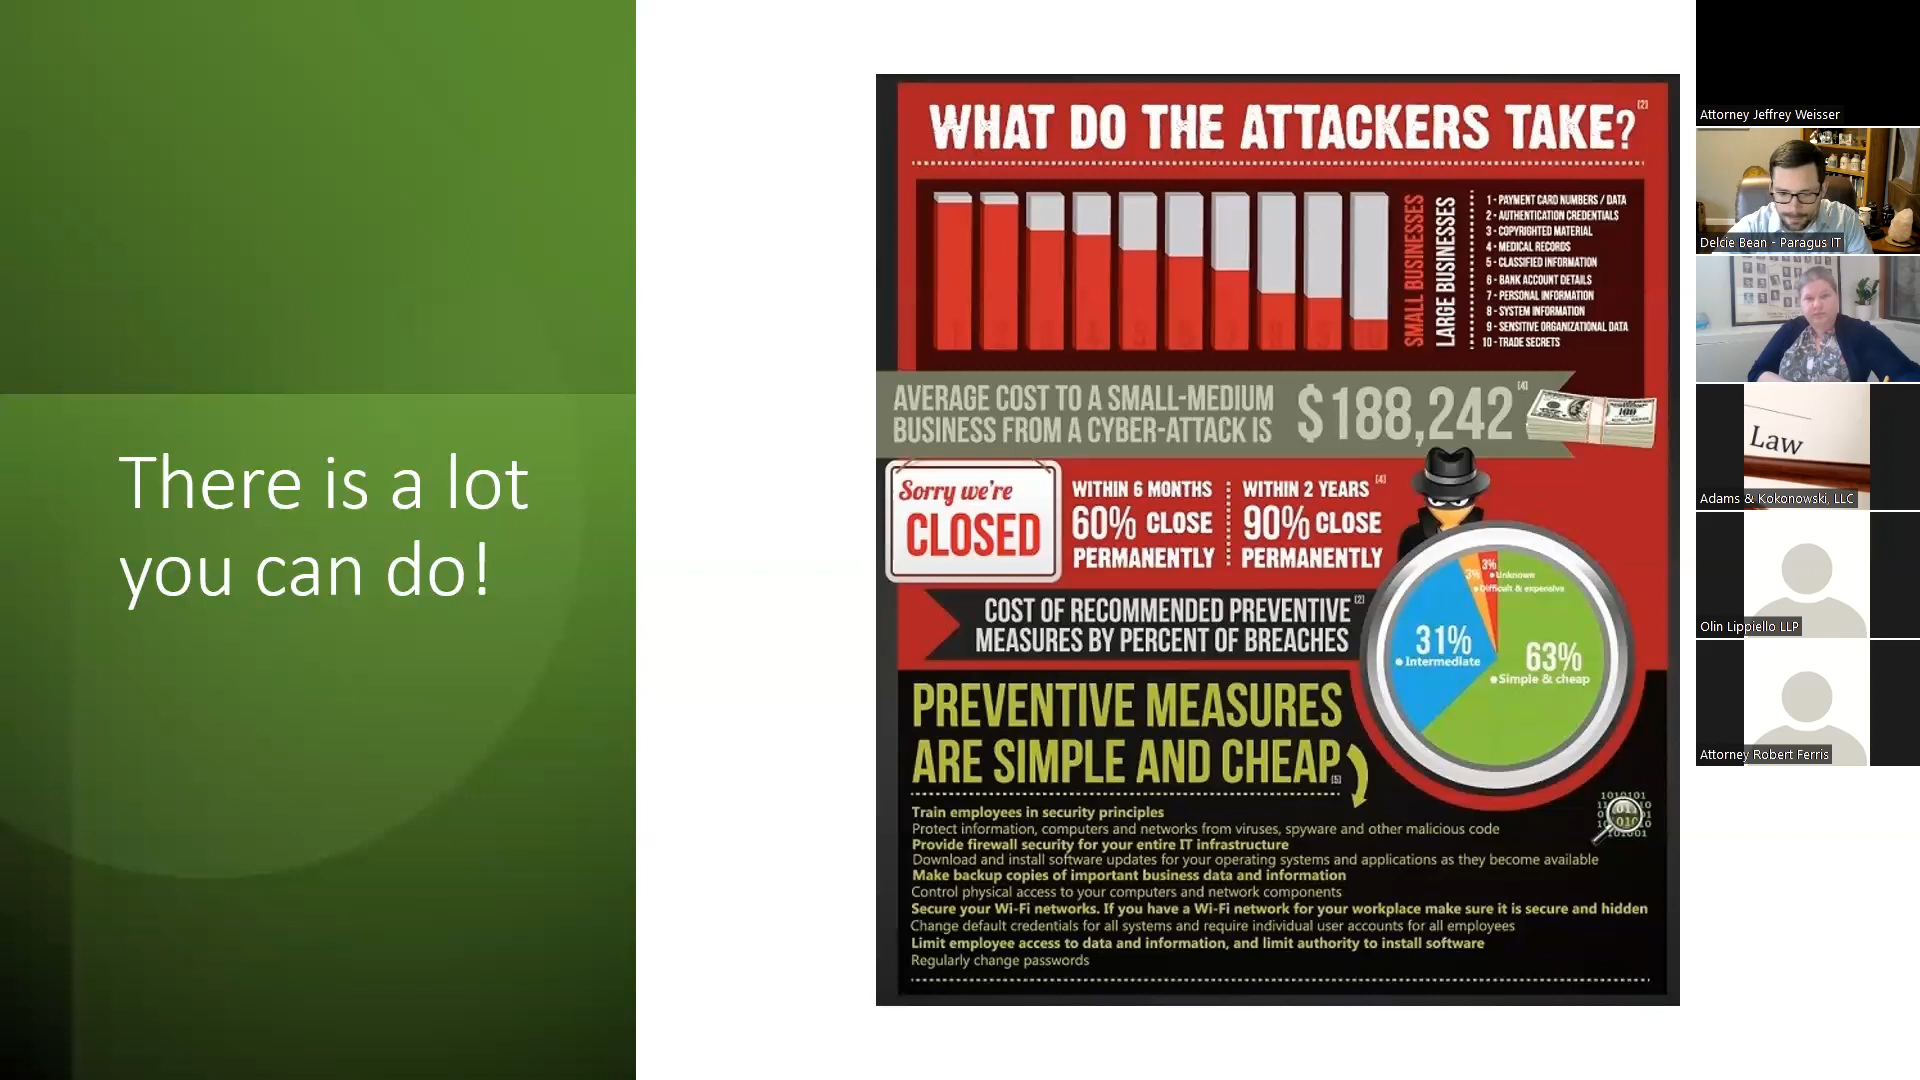 There is a lot
you can do!
WHAT DO THE ATTACKERS TAKE?[2]
SMALL BUSINESSES
LARGE BUSINESSES
1 - PAYMENT CARD NUMBERS / DATA
2 - AUTHENTICATION CREDENTIALS
3 - COPYRIGHTED MATERIAL
4 - MEDICAL RECORDS
5 - CLASSIFIED INFORMATION
6 - BANK ACCOUNT DETAILS
7 - PERSONAL INFORMATION
8 - SYSTEM INFORMATION
9 - SENSITIVE ORGANIZATIONAL DATA
10 - TRADE SECRETS
AVERAGE COST TO A SMALL-MEDIUM
BUSINESS FROM A CYBER-ATTACK IS
$188,242[4]
100
Sorry we're
CLOSED
WITHIN 6 MONTHS
60% CLOSE
PERMANENTLY
WITHIN 2 YEARS[4]
90% CLOSE
PERMANENTLY
COST OF RECOMMENDED PREVENTIVE[2]
MEASURES BY PERCENT OF BREACHES
3%
Unknown
3%
Difficult & expensive
31%
Intermediate
63%
Simple & cheap
PREVENTIVE MEASURES
ARE SIMPLE AND CHEAP[5]
Train employees in security principles
Protect information, computers and networks from viruses, spyware and other malicious code
Provide firewall security for your entire IT infrastructure
Download and install software updates for your operating systems and applications as they become available
Make backup copies of important business data and information
Control physical access to your computers and network components
Secure your Wi-Fi networks. If you have a Wi-Fi network for your workplace make sure it is secure and hidden
Change default credentials for all systems and require individual user accounts for all employees
Limit employee access to data and information, and limit authority to install software
Regularly change passwords
1010101
Attorney Jeffrey Weisser
Delcie Bean - Paragus IT
Law
Adams & Kokonowski, LLC
Olin Lippiello LLP
Attorney Robert Ferris